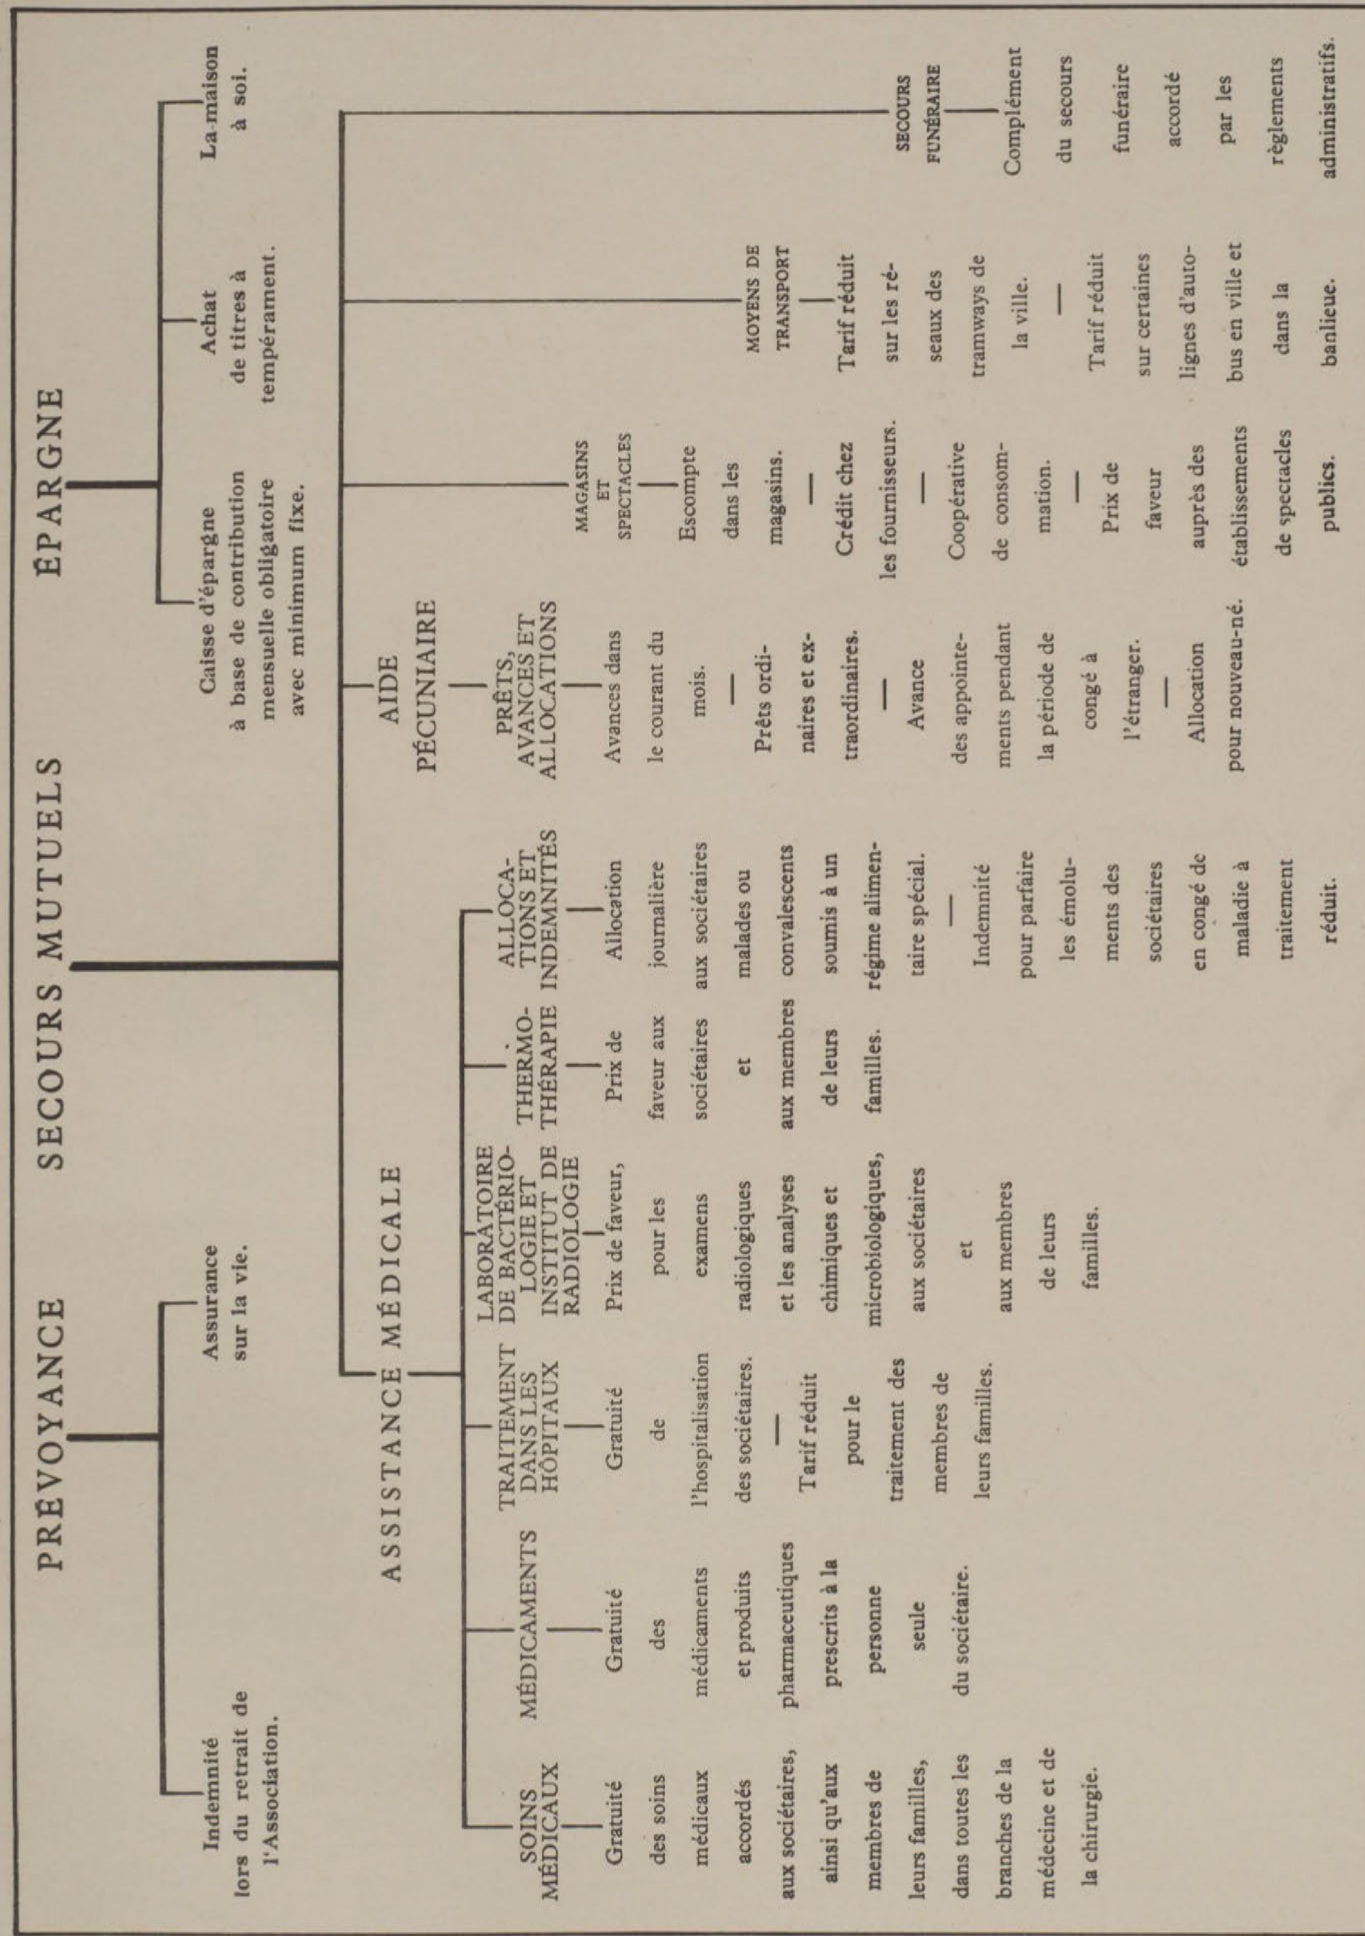 PRÉVOYANCE
SECOURS MUTUELS
ÉPARGNE
Indemnité
lors du retrait de
l'Association.
Assurance
sur la vie.
Caisse d'épargne
à base de contribution
mensuelle obligatoire
avec minimum fixe.
Achat
de titres à
tempérament.
La maison
à soi.
ASSISTANCE MÉDICALE
SOINS
MÉDICAUX
Gratuité
des soins
médicaux
accordés
aux sociétaires,
ainsi qu'aux
membres de
leurs familles,
dans toutes les
branches de la
médecine et de
la chirurgie.
MÉDICAMENTS
Gratuité
des
médicaments
et produits
pharmaceutiques
prescrits à la
personne
seule
du sociétaire.
TRAITEMENT
DANS LES
HÔPITAUX
Gratuité
de
l'hospitalisation
des sociétaires.
—
Tarif réduit
pour le
traitement des
membres de
leurs familles.
LABORATOIRE
DE BACTÉRIO-
LOGIE ET
INSTITUT DE
RADIOLOGIE
Prix de faveur,
pour les
examens
radiologiques
et les analyses
chimiques et
microbiologiques,
aux sociétaires
et
aux membres
de leurs
familles.
THERMO-
THÉRAPIE
Prix de
faveur aux
sociétaires
et
aux membres
de leurs
familles.
ALLOCA-
TIONS ET
INDEMNITÉS
Allocation
journalière
aux sociétaires
malades ou
convalescents
soumis à un
régime alimen-
taire spécial.
—
Indemnité
pour parfaire
les émolu-
ments des
sociétaires
en congé de
maladie à
traitement
réduit.
AIDE
PÉCUNIAIRE
PRÊTS,
AVANCES ET
ALLOCATIONS
Avances dans
le courant du
mois.
—
Prêts ordi-
naires et ex-
traordinaires.
—
Avance
des appointe-
ments pendant
la période de
congé à
l'étranger.
—
Allocation
pour nouveau-né.
MAGASINS
ET
SPECTACLES
Escompte
dans les
magasins.
—
Crédit chez
les fournisseurs.
—
Coopérative
de consom-
mation.
—
Prix de
faveur
auprès des
établissements
de spectacles
publics.
MOYENS DE
TRANSPORT
Tarif réduit
sur les ré-
seaux des
tramways de
la ville.
—
Tarif réduit
sur certaines
lignes d'auto-
bus en ville et
dans la
banlieue.
SECOURS
FUNÉRAIRE
Complément
du secours
funéraire
accordé
par les
règlements
administratifs.